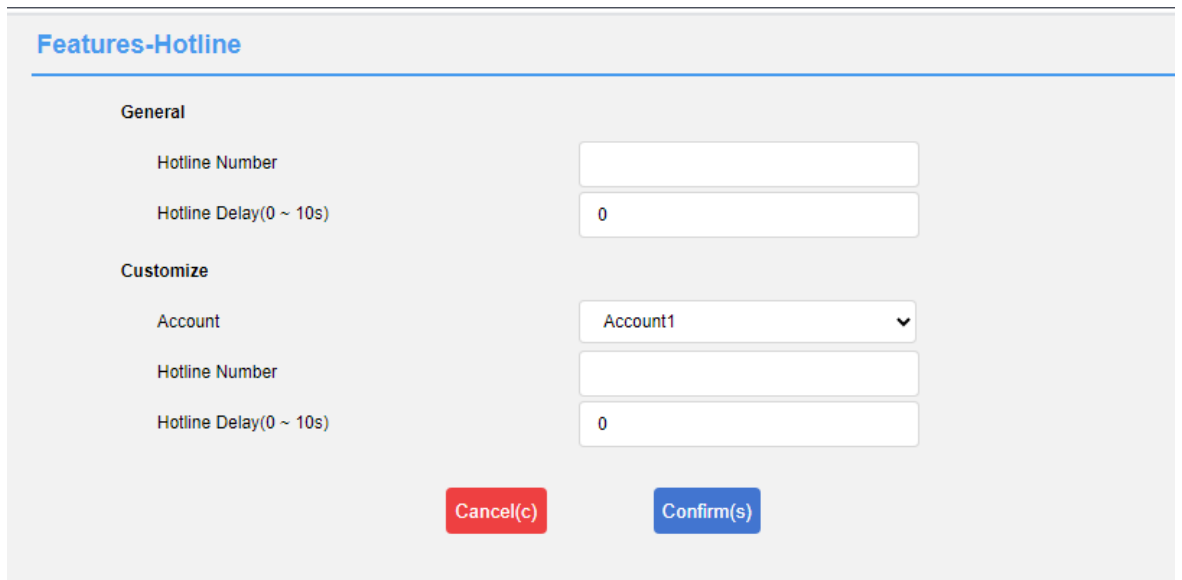 Features-Hotline
General
Hotline Number
Hotline Delay(0 ~ 10s)
0
Customize
Account
Account1
Hotline Number
Hotline Delay(0 ~ 10s)
0
Cancel(c)
Confirm(s)